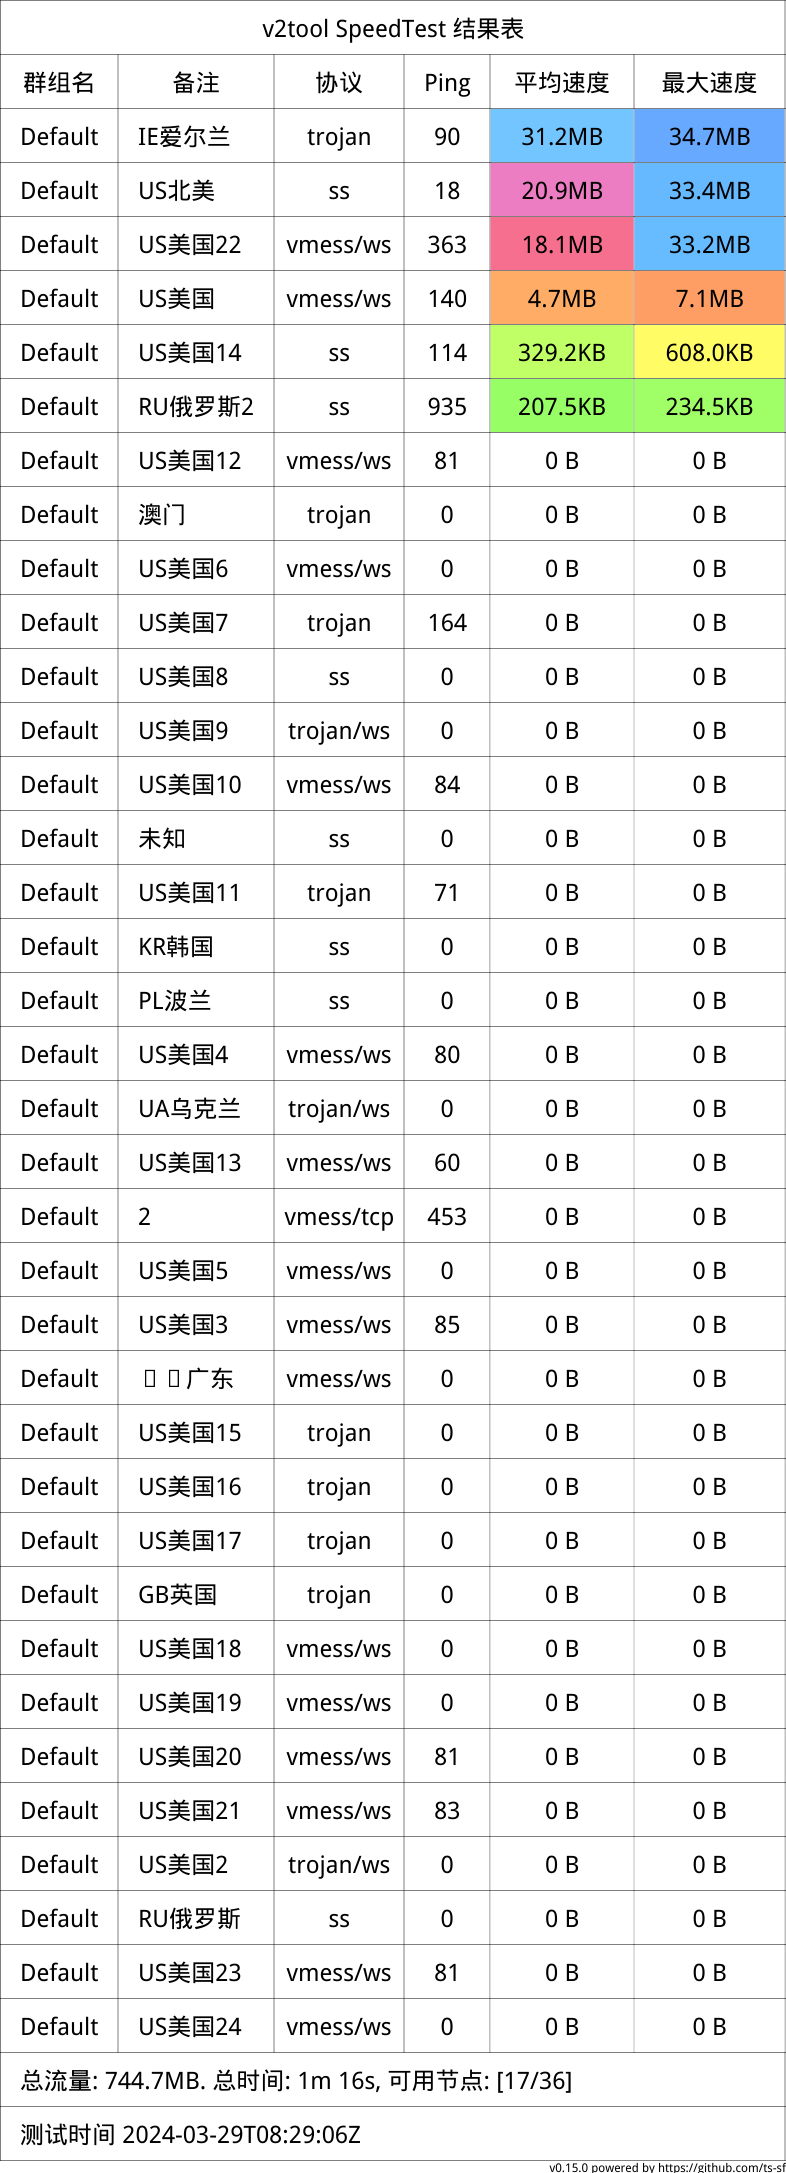 v2tool SpeedTest 结果表
群组名 备注 协议 Ping 平均速度 最大速度
Default IE爱尔兰 trojan 90 31.2MB 34.7MB
Default US北美 ss 18 20.9MB 33.4MB
Default US美国22 vmess/ws 363 18.1MB 33.2MB
Default US美国 vmess/ws 140 4.7MB 7.1MB
Default US美国14 ss 114 329.2KB 608.0KB
Default RU俄罗斯2 ss 935 207.5KB 234.5KB
Default US美国12 vmess/ws 81 0 B 0 B
Default 澳门 trojan 0 0 B 0 B
Default US美国6 vmess/ws 0 0 B 0 B
Default US美国7 trojan 164 0 B 0 B
Default US美国8 ss 0 0 B 0 B
Default US美国9 trojan/ws 0 0 B 0 B
Default US美国10 vmess/ws 84 0 B 0 B
Default 未知 ss 0 0 B 0 B
Default US美国11 trojan 71 0 B 0 B
Default KR韩国 ss 0 0 B 0 B
Default PL波兰 ss 0 0 B 0 B
Default US美国4 vmess/ws 80 0 B 0 B
Default UA乌克兰 trojan/ws 0 0 B 0 B
Default US美国13 vmess/ws 60 0 B 0 B
Default 2 vmess/tcp 453 0 B 0 B
Default US美国5 vmess/ws 0 0 B 0 B
Default US美国3 vmess/ws 85 0 B 0 B
Default 广东 vmess/ws 0 0 B 0 B
Default US美国15 trojan 0 0 B 0 B
Default US美国16 trojan 0 0 B 0 B
Default US美国17 trojan 0 0 B 0 B
Default GB英国 trojan 0 0 B 0 B
Default US美国18 vmess/ws 0 0 B 0 B
Default US美国19 vmess/ws 0 0 B 0 B
Default US美国20 vmess/ws 81 0 B 0 B
Default US美国21 vmess/ws 83 0 B 0 B
Default US美国2 trojan/ws 0 0 B 0 B
Default RU俄罗斯 ss 0 0 B 0 B
Default US美国23 vmess/ws 81 0 B 0 B
Default US美国24 vmess/ws 0 0 B 0 B
总流量: 744.7MB. 总时间: 1m 16s, 可用节点: [17/36]
测试时间 2024-03-29T08:29:06Z
v0.15.0 powered by https://github.com/ts-sf